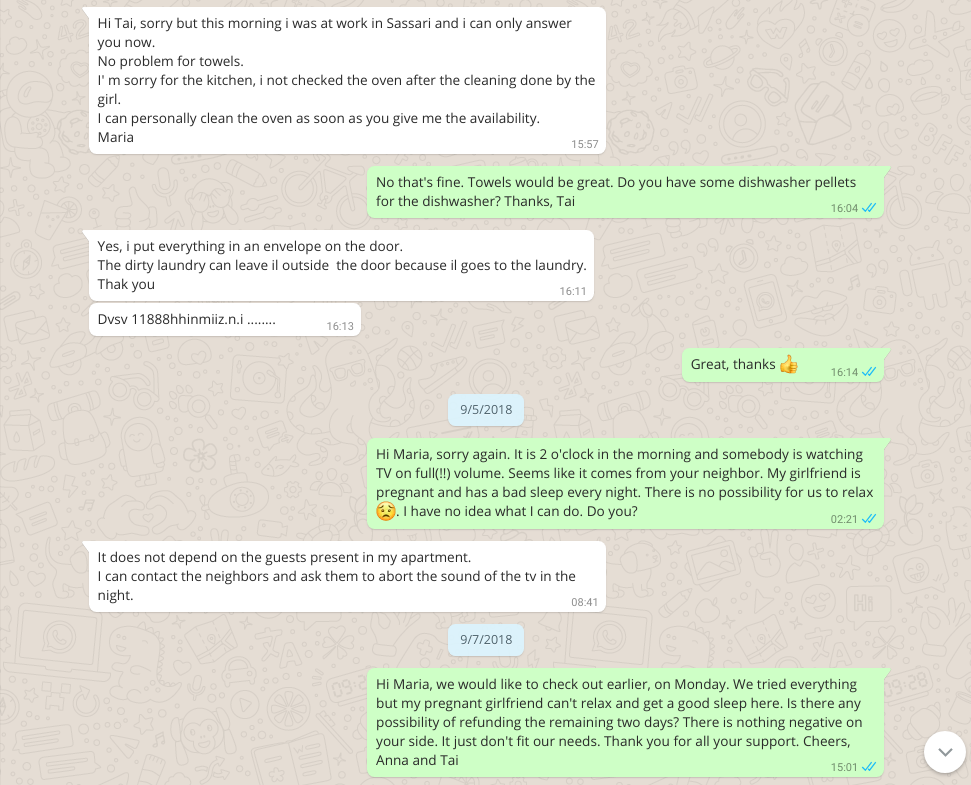 Hi Tai, sorry but this morning i was at work in Sassari and i can only answer
you now.
No problem for towels.
I' m sorry for the kitchen, i not checked the oven after the cleaning done by the
girl.
I can personally clean the oven as soon as you give me the availability.
Maria
15:57
No that's fine. Towels would be great. Do you have some dishwasher pellets
for the dishwasher? Thanks, Tai
16:04
Yes, i put everything in an envelope on the door.
The dirty laundry can leave il outside  the door because il goes to the laundry.
Thak you
16:11
Dvsv 11888hhinmiiz.n.i ........
16:13
Great, thanks 👍
16:14
9/5/2018
Hi Maria, sorry again. It is 2 o'clock in the morning and somebody is watching
TV on full(!!) volume. Seems like it comes from your neighbor. My girlfriend is
pregnant and has a bad sleep every night. There is no possibility for us to relax
😟. I have no idea what I can do. Do you?
02:21
It does not depend on the guests present in my apartment.
I can contact the neighbors and ask them to abort the sound of the tv in the
night.
08:41
9/7/2018
Hi Maria, we would like to check out earlier, on Monday. We tried everything
but my pregnant girlfriend can't relax and get a good sleep here. Is there any
possibility of refunding the remaining two days? There is nothing negative on
your side. It just don't fit our needs. Thank you for all your support. Cheers,
Anna and Tai
15:01